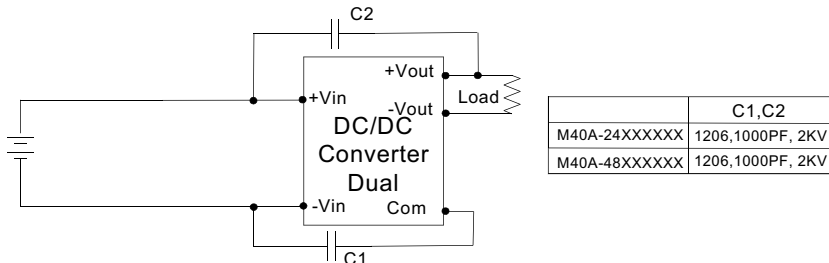 C2
+Vout
+Vin
-Vout
Load
DC/DC
Converter
Dual
-Vin
Com
C1
C1,C2
M40A-24XXXXXX 1206,1000PF, 2KV
M40A-48XXXXXX 1206,1000PF, 2KV